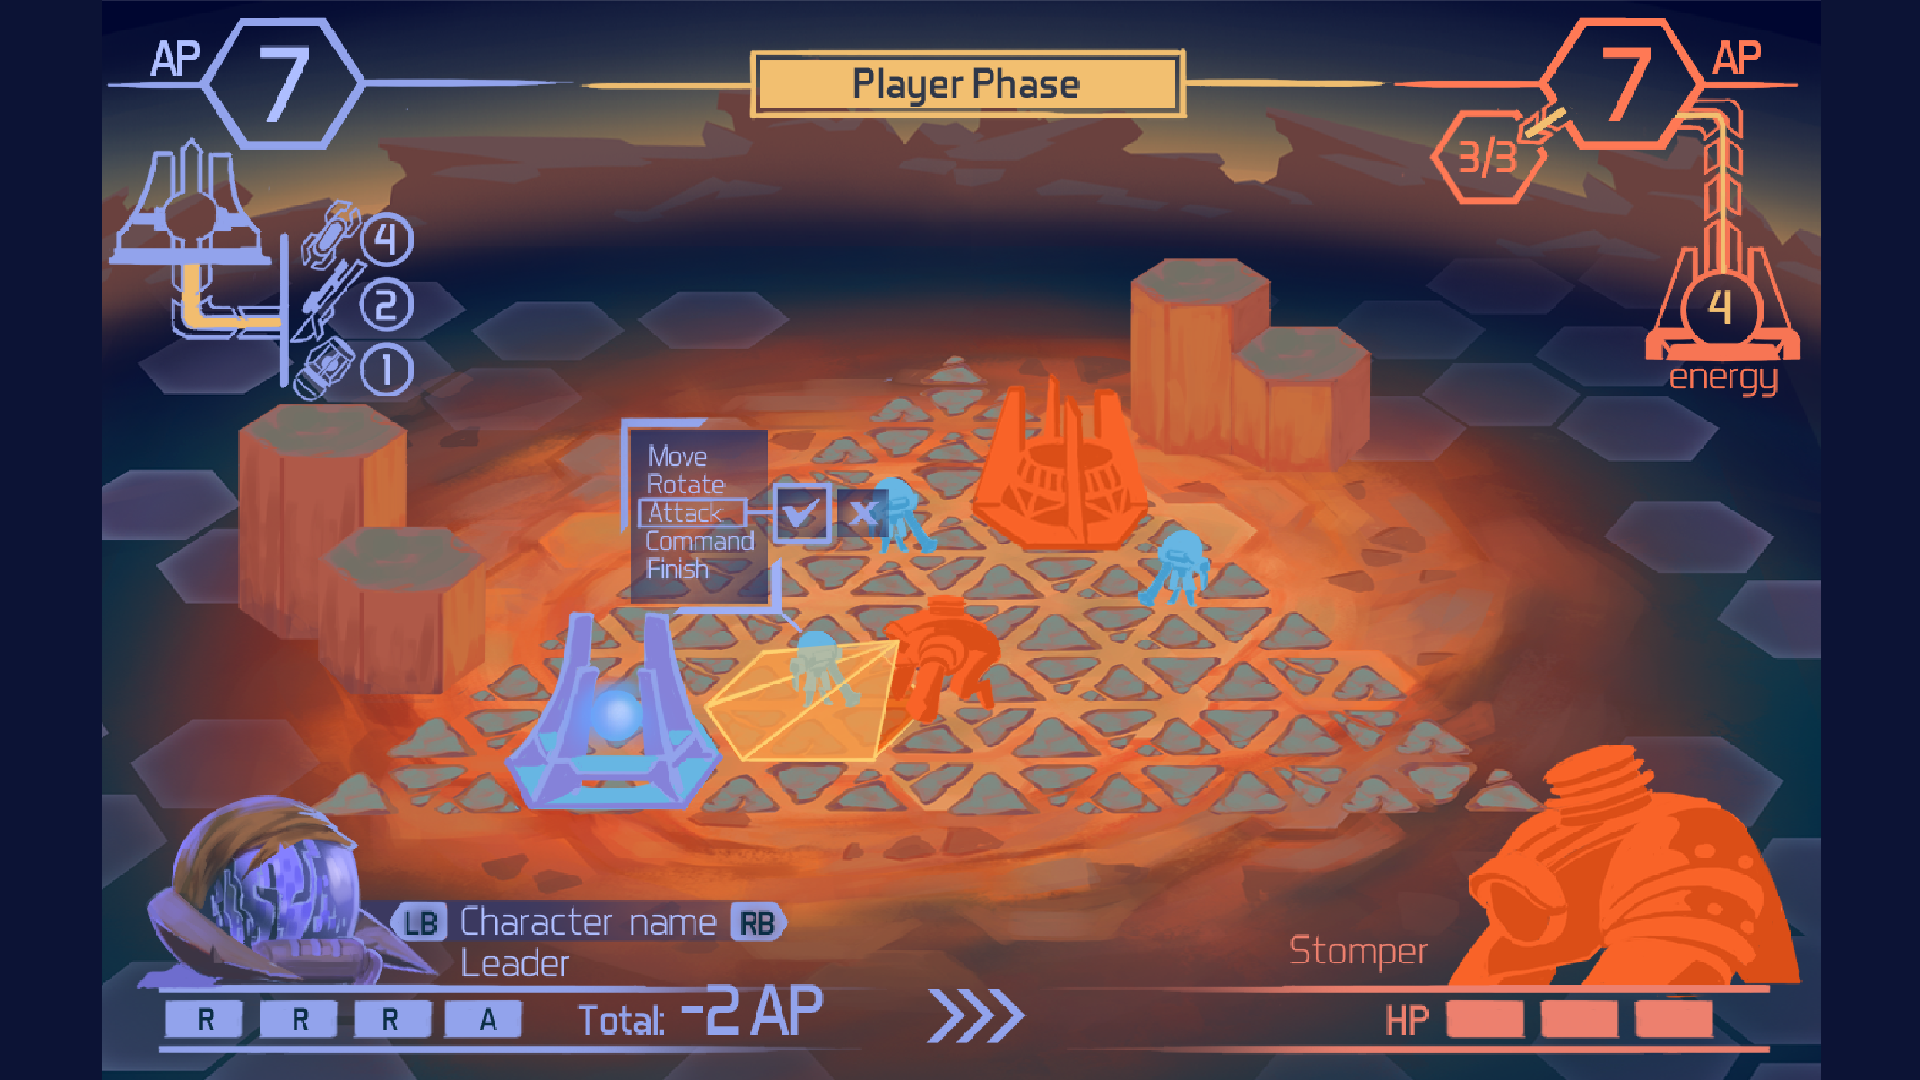 AP 7
Player Phase
7 AP
3/3
4
2
1
4
energy
Move
Rotate
Attack
Command
Finish
LB Character name RB
Leader
R R R A
Total: -2 AP
Stomper
HP